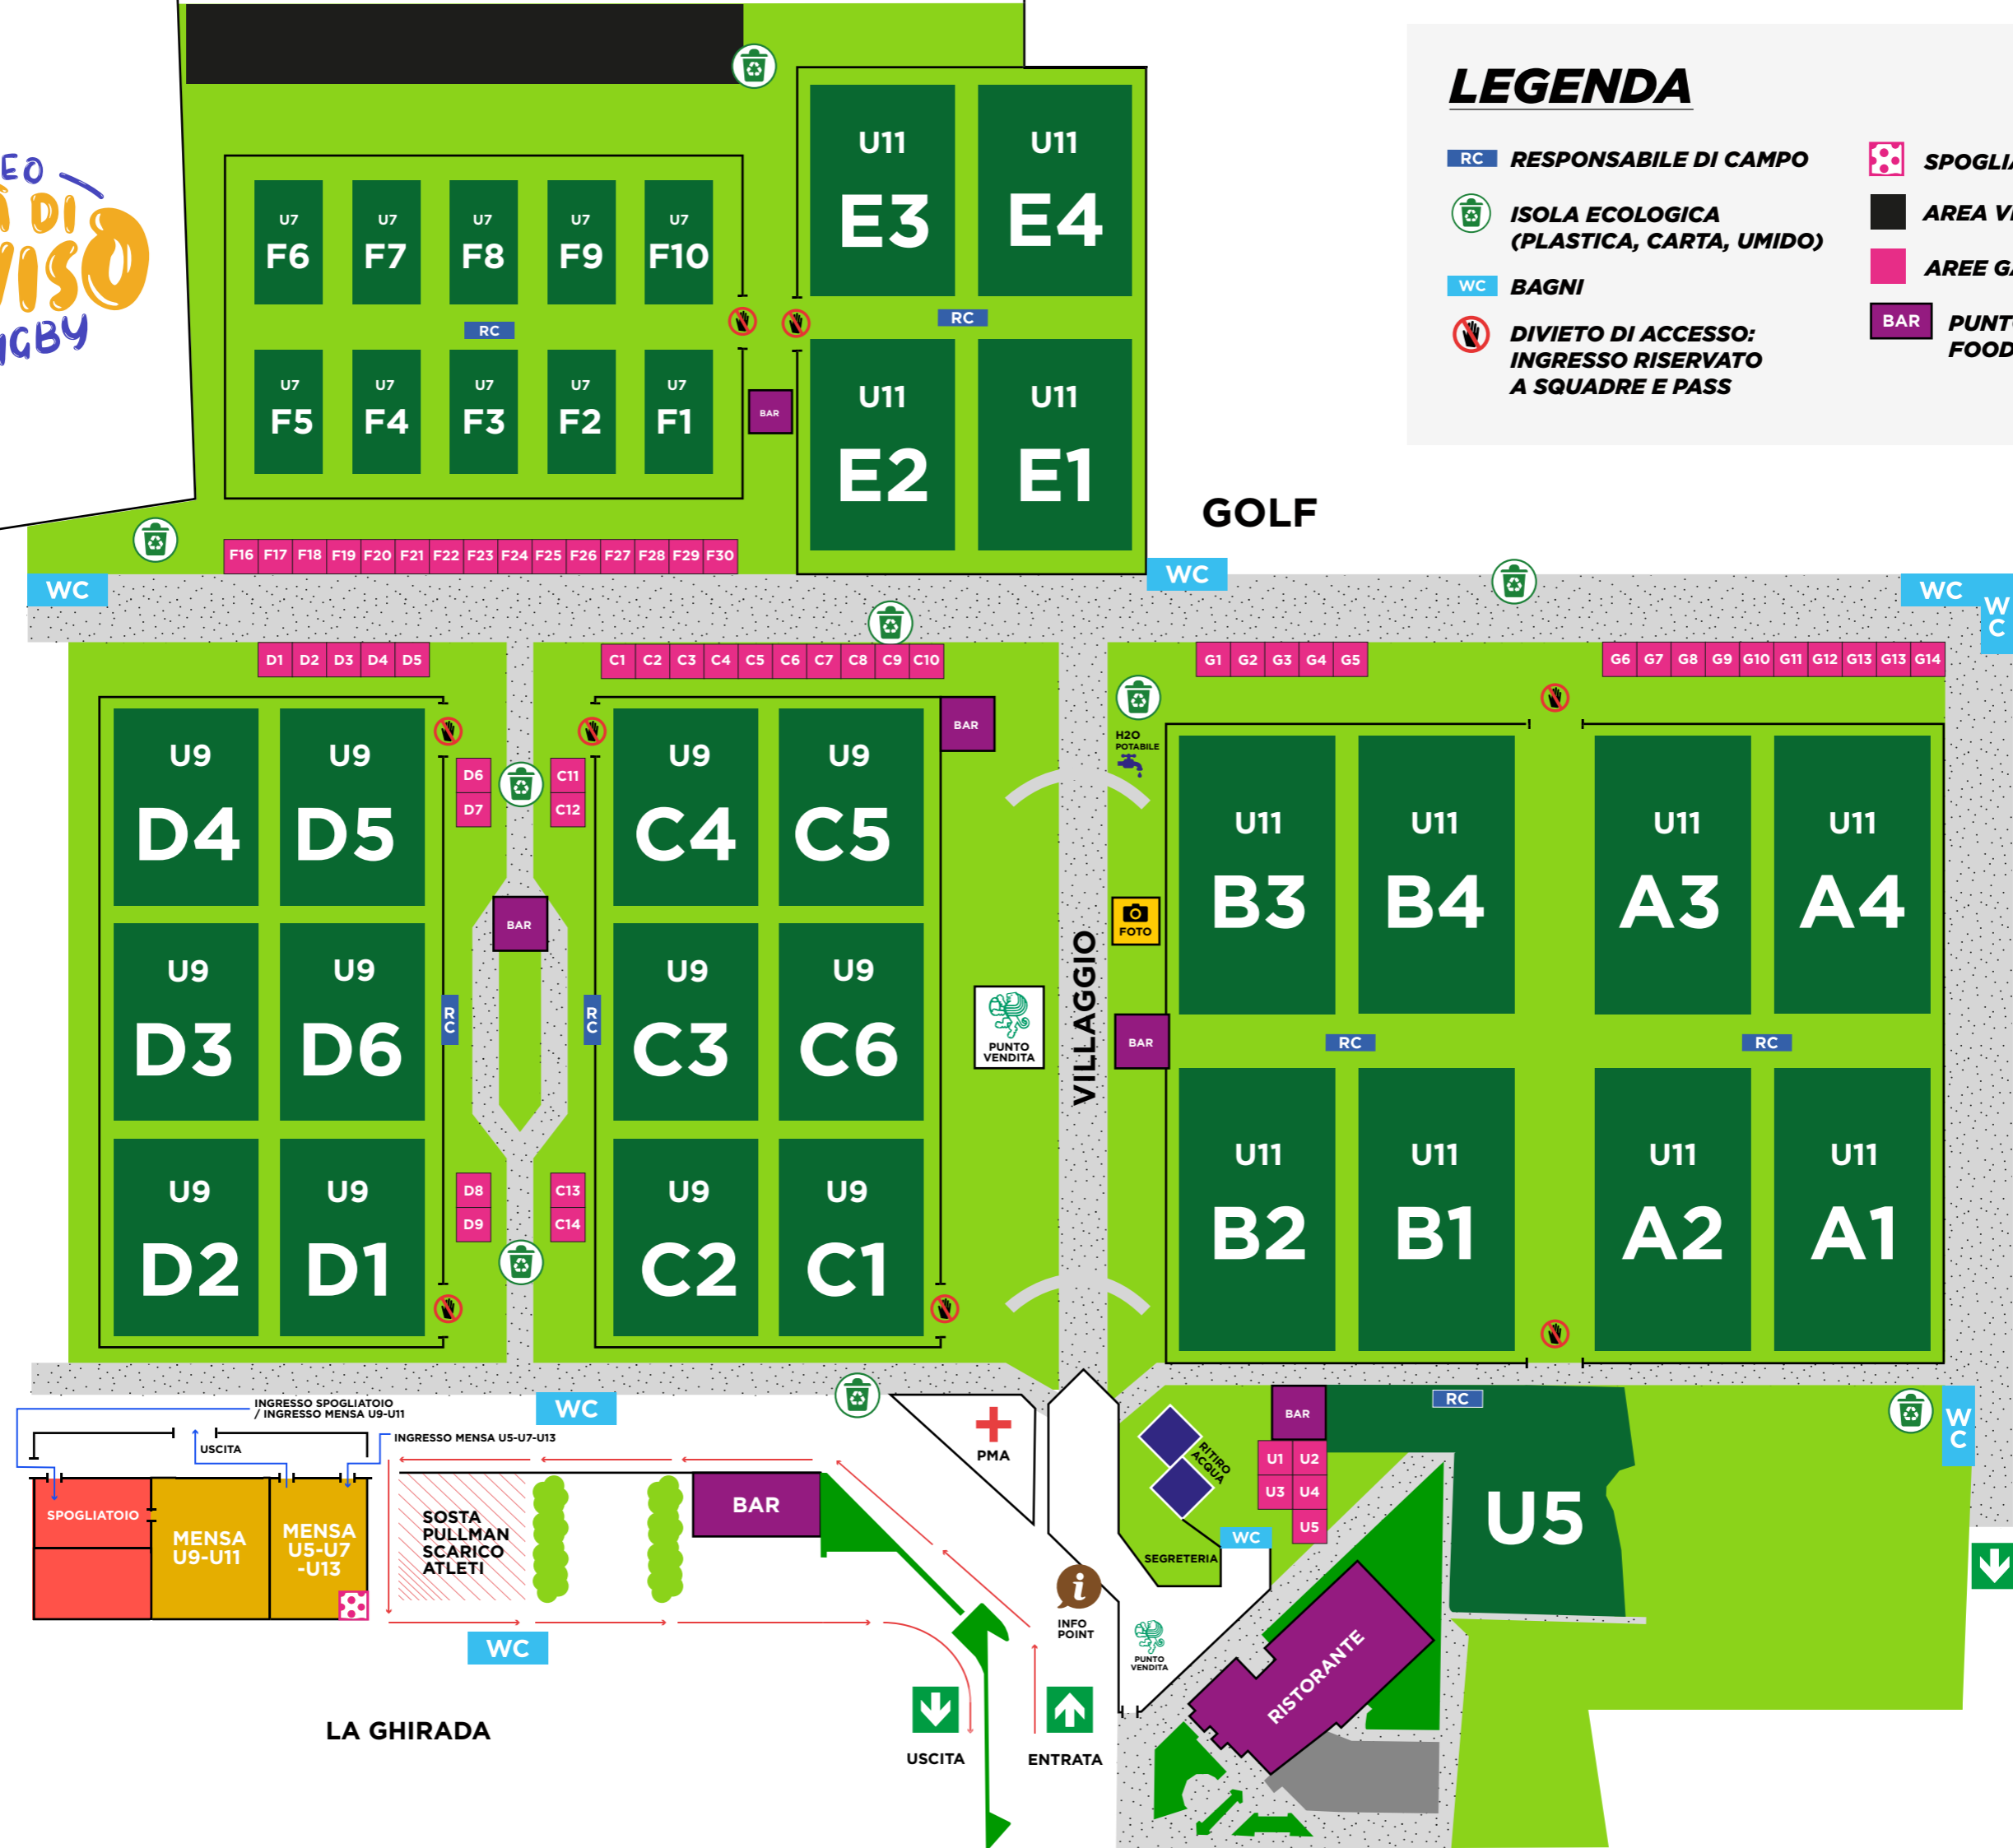 EO
À DI
VISO
GBY
LEGENDA
RC RESPONSABILE DI CAMPO
ISOLA ECOLOGICA
(PLASTICA, CARTA, UMIDO)
WC BAGNI
DIVIETO DI ACCESSO:
INGRESSO RISERVATO
A SQUADRE E PASS
AREA
BAR
U11 U11
E3 E4
U7 U7 U7 U7 U7
F6 F7 F8 F9 F10
RC RC
U7 U7 U7 U7 U7
F5 F4 F3 F2 F1
BAR
U11 U11
E2 E1
GOLF
F16 F17 F18 F19 F20 F21 F22 F23 F24 F25 F26 F27 F28 F29 F30
WC WC WC WC
D1 D2 D3 D4 D5
C1 C2 C3 C4 C5 C6 C7 C8 C9 C10
G1 G2 G3 G4 G5
G6 G7 G8 G9 G10 G11 G12 G13 G13 G14
BAR
H2O
POTABILE
U9 U9 U9 U9
D4 D5 C4 C5
D6 C11
D7 C12
U11 U11 U11 U11
B3 B4 A3 A4
BAR
FOTO
U9 U9 U9 U9
D3 D6 C3 C6
RC RC
PUNTO
VENDITA
VILLAGGIO
BAR
RC RC
U9 U9 U9 U9
D2 D1 C2 C1
D8 C13
D9 C14
U11 U11 U11 U11
B2 B1 A2 A1
INGRESSO SPOGLIATOIO
/ INGRESSO MENSA U9-U11
USCITA
INGRESSO MENSA U5-U7-U13
WC
PMA
RITIRO
ACQUA
BAR
RC
WC
U1 U2
U3 U4
U5
U5
SPOGLIATOIO
MENSA
U9-U11
MENSA
U5-U7
-U13
SOSTA
PULLMAN
SCARICO
ATLETI
BAR
WC
SEGRETERIA
INFO
POINT
PUNTO
VENDITA
WC
RISTORANTE
LA GHIRADA
USCITA
ENTRATA